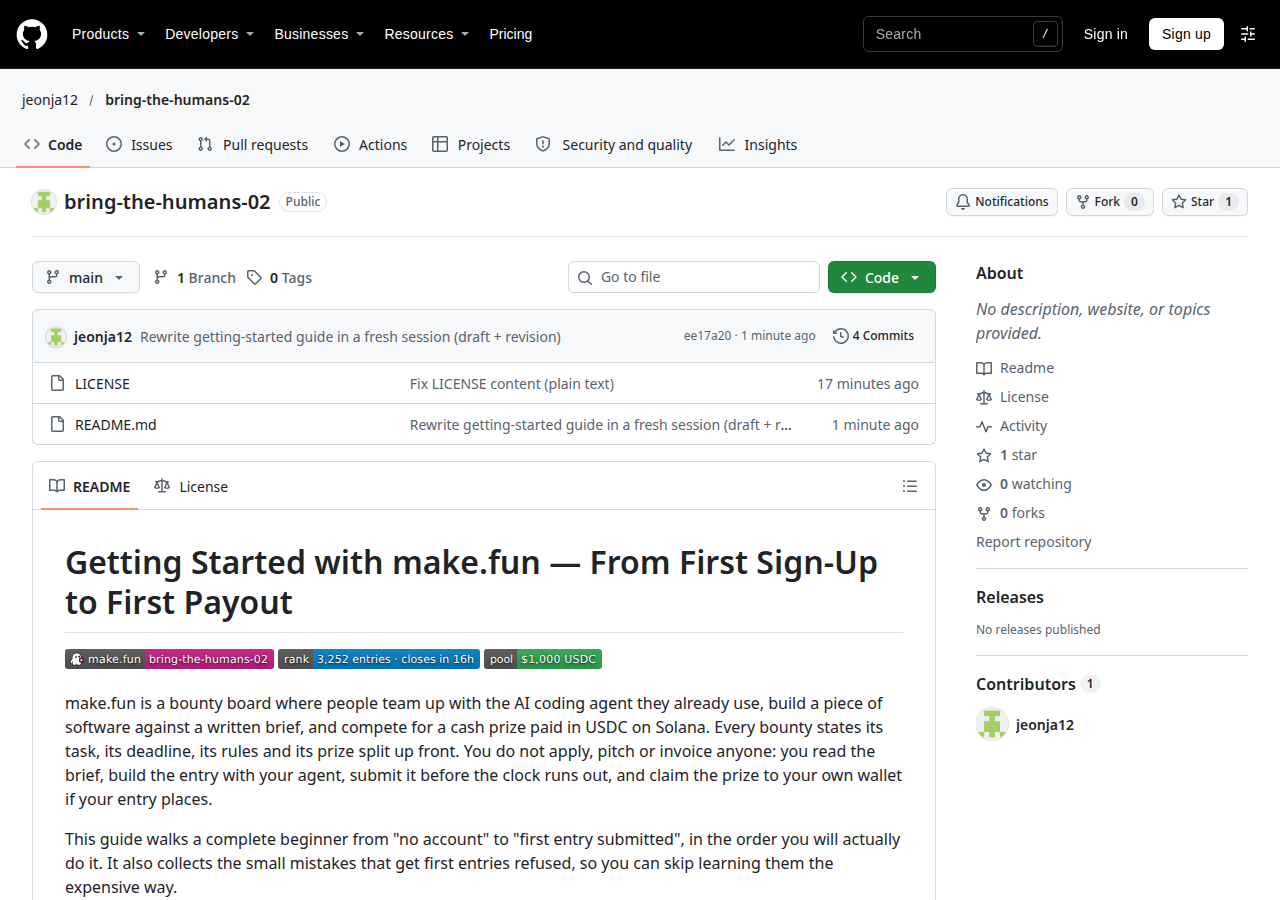 Products Developers Businesses Resources Pricing Search / Sign in Sign up
jeonja12 / bring-the-humans-02
Code Issues Pull requests Actions Projects Security and quality Insights
bring-the-humans-02 Public Notifications Fork 0 Star 1
main 1 Branch 0 Tags Go to file Code
jeonja12 Rewrite getting-started guide in a fresh session (draft + revision) ee17a20 · 1 minute ago 4 Commits
LICENSE Fix LICENSE content (plain text) 17 minutes ago
README.md Rewrite getting-started guide in a fresh session (draft + r... 1 minute ago
README License
Getting Started with make.fun — From First Sign-Up
to First Payout
make.fun bring-the-humans-02 rank 3,252 entries · closes in 16h pool $1,000 USDC
make.fun is a bounty board where people team up with the AI coding agent they already use, build a piece of
software against a written brief, and compete for a cash prize paid in USDC on Solana. Every bounty states its
task, its deadline, its rules and its prize split up front. You do not apply, pitch or invoice anyone: you read the
brief, build the entry with your agent, submit it before the clock runs out, and claim the prize to your own wallet
if your entry places.
This guide walks a complete beginner from "no account" to "first entry submitted", in the order you will actually
do it. It also collects the small mistakes that get first entries refused, so you can skip learning them the
expensive way.
About
No description, website, or topics
provided.
Readme
License
Activity
1 star
0 watching
0 forks
Report repository
Releases
No releases published
Contributors 1
jeonja12